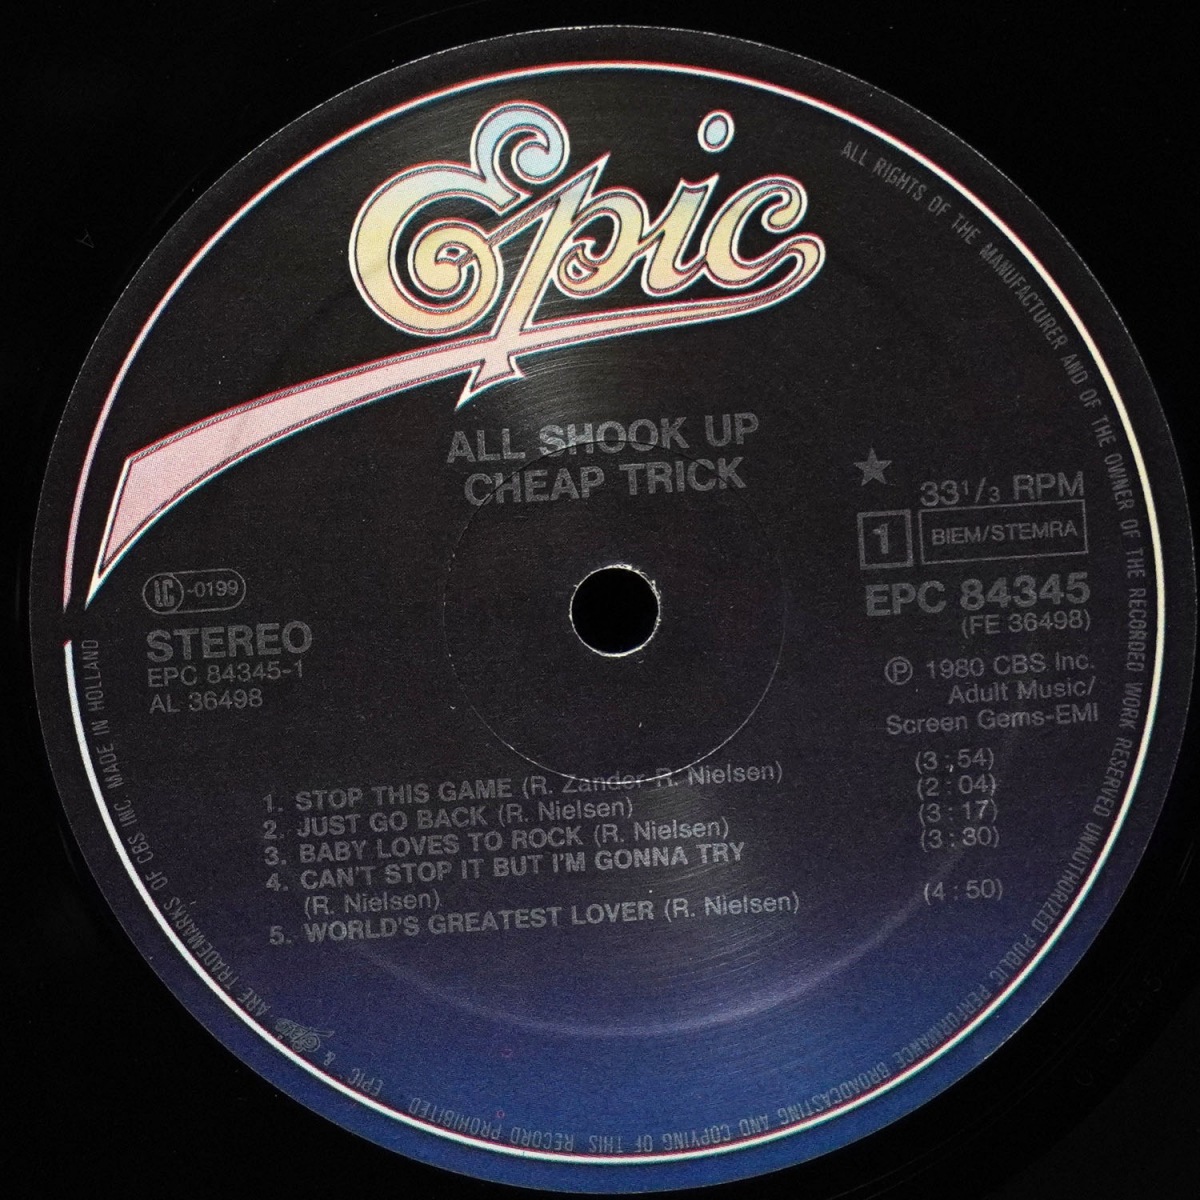 Epic
ALL SHOOK UP
CHEAP TRICK
★
33 1/3 RPM
1 BIEM/STEMRA
EPC 84345
(FE 36498)
LC-0199
STEREO
EPC 84345-1
AL 36498
℗ 1980 CBS Inc.
Adult Music/
Screen Gems-EMI
1. STOP THIS GAME (R. Zander-R. Nielsen) (3:54)
2. JUST GO BACK (R. Nielsen) (2:04)
3. BABY LOVES TO ROCK (R. Nielsen) (3:17)
4. CAN'T STOP IT BUT I'M GONNA TRY (3:30)
(R. Nielsen)
5. WORLD'S GREATEST LOVER (R. Nielsen) (4:50)
ALL RIGHTS OF THE MANUFACTURER AND OF THE OWNER OF THE RECORDED WORK RESERVED UNAUTHORIZED PUBLIC PERFORMANCE BROADCASTING AND COPYING OF THIS RECORD PROHIBITED
EPIC & Epic ARE TRADEMARKS OF CBS INC MADE IN HOLLAND